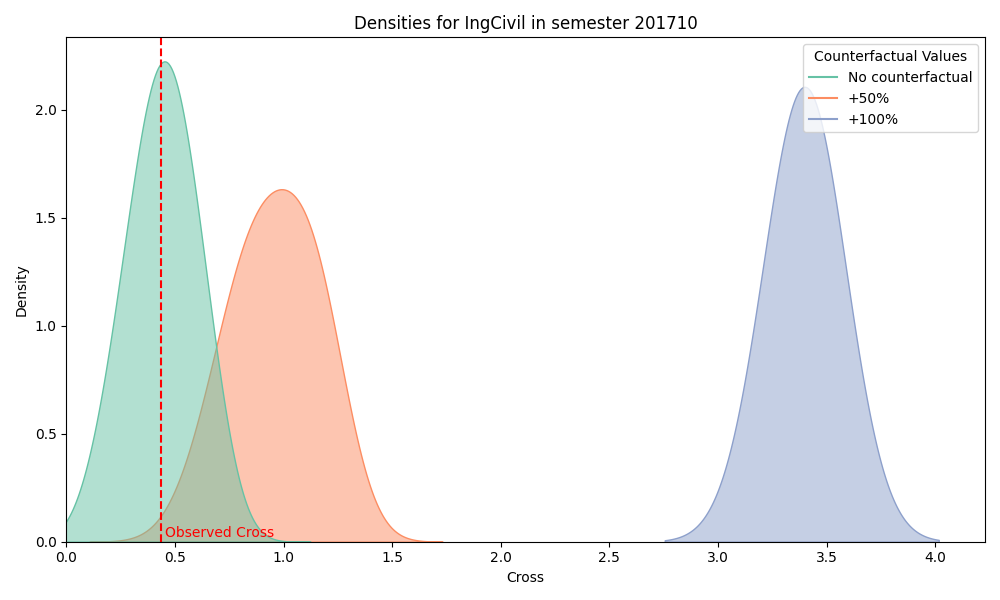 Densities for IngCivil in semester 201710
Counterfactual Values
No counterfactual
+50%
+100%
Density
2.0
1.5
1.0
0.5
0.0
Observed Cross
0.0 0.5 1.0 1.5 2.0 2.5 3.0 3.5 4.0
Cross